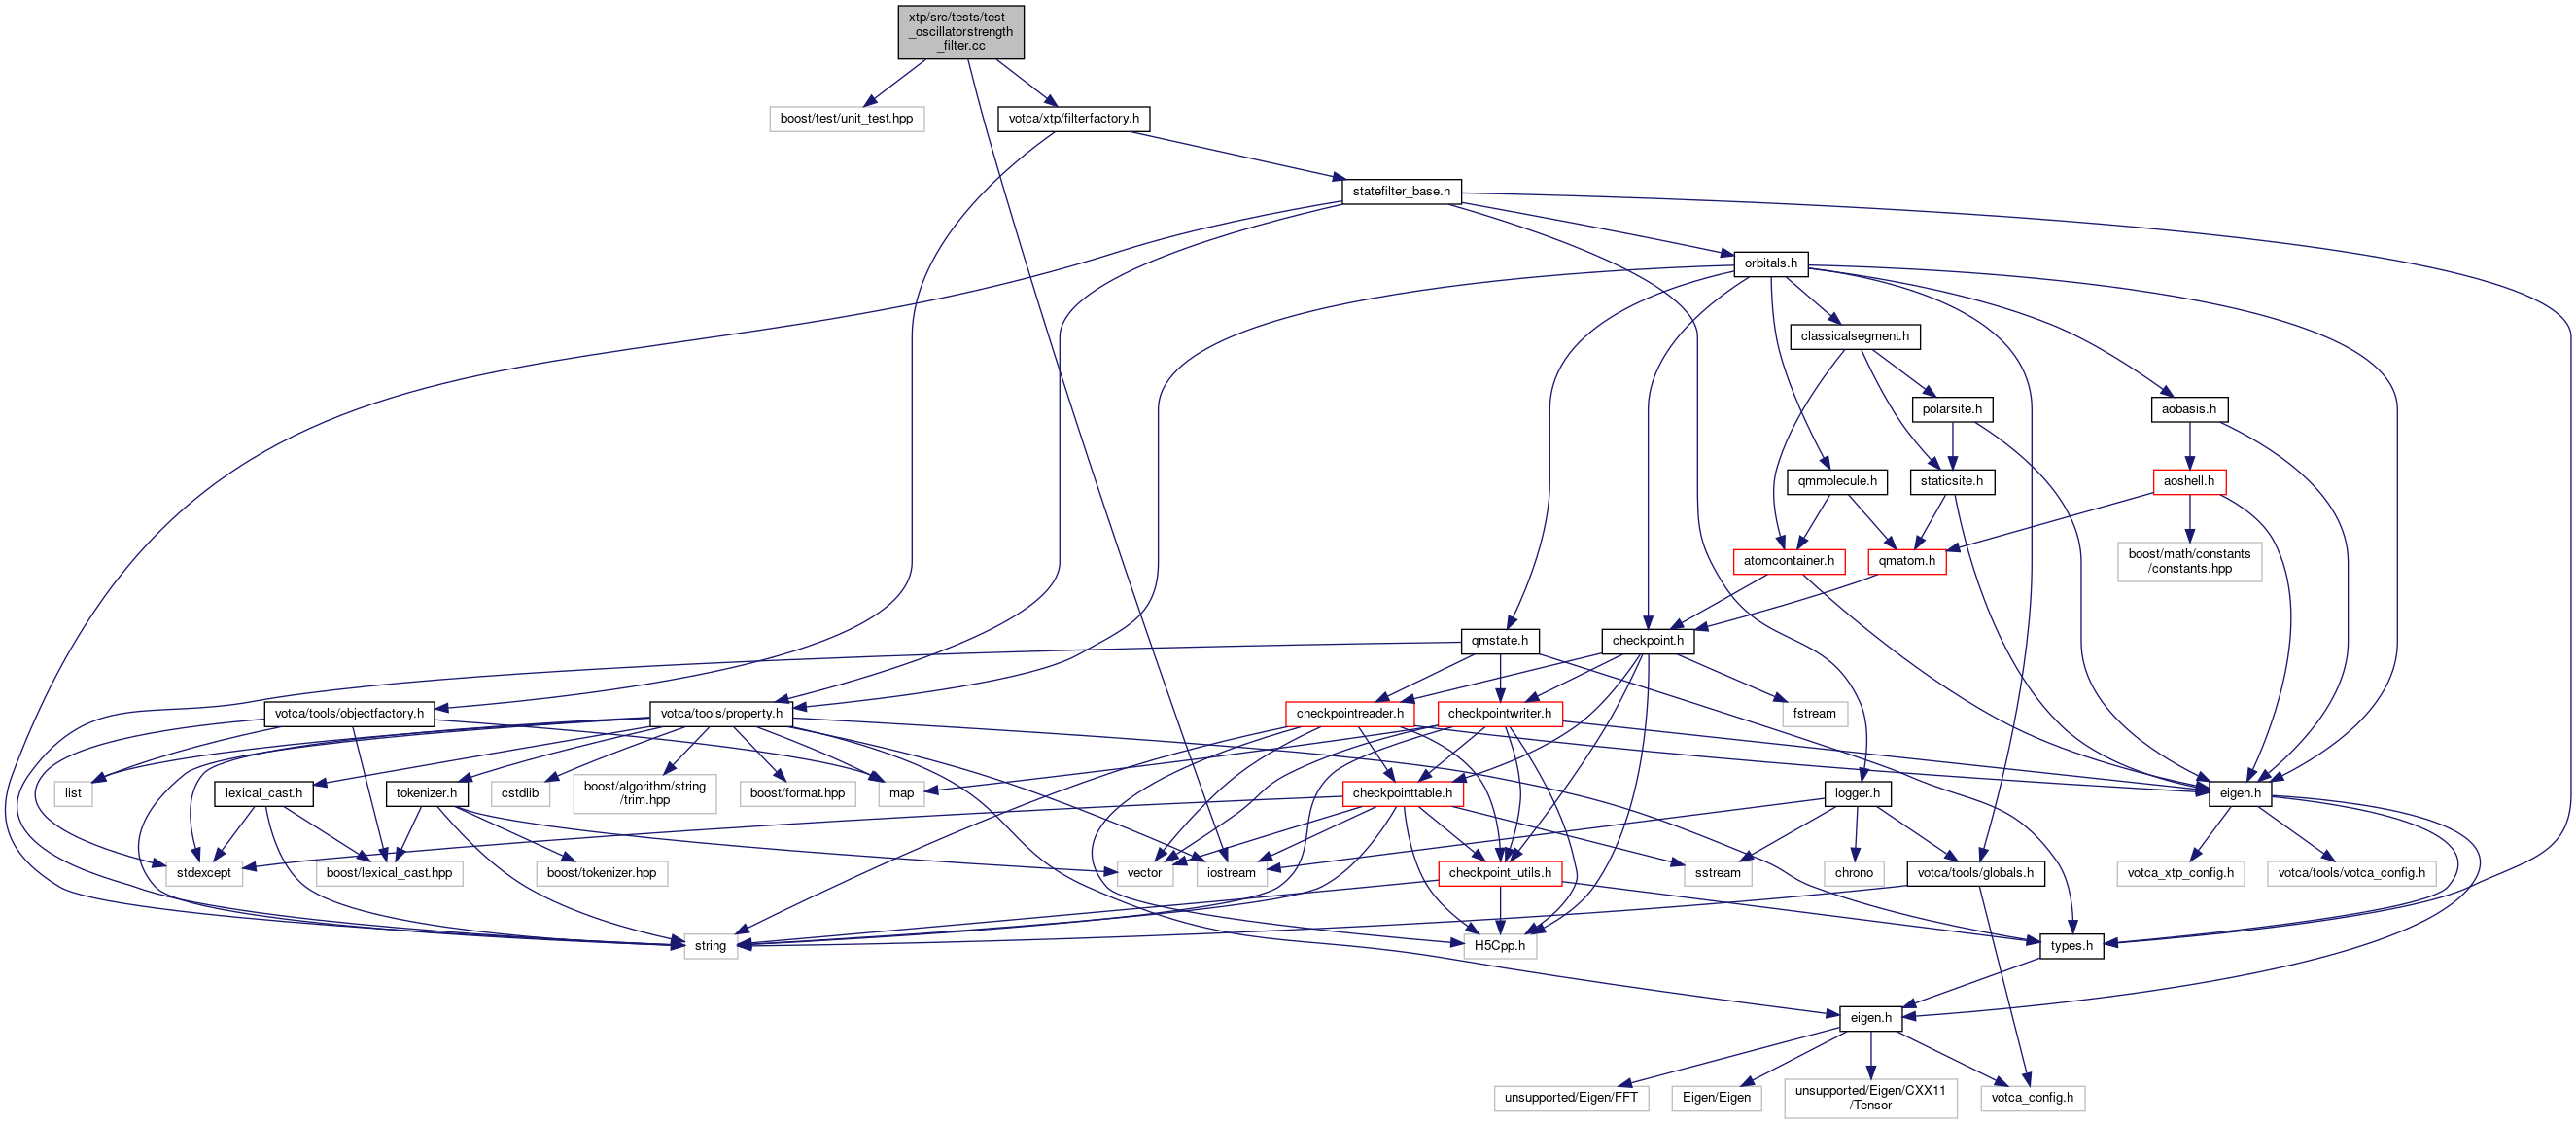 xtp/src/tests/test
_oscillatorstrength
_filter.cc
boost/test/unit_test.hpp
votca/xtp/filterfactory.h
statefilter_base.h
orbitals.h
classicalsegment.h
polarsite.h
aobasis.h
qmmolecule.h
staticsite.h
aoshell.h
atomcontainer.h
qmatom.h
boost/math/constants
/constants.hpp
qmstate.h
checkpoint.h
votca/tools/objectfactory.h
votca/tools/property.h
checkpointreader.h
checkpointwriter.h
fstream
list
lexical_cast.h
tokenizer.h
cstdlib
boost/algorithm/string
/trim.hpp
boost/format.hpp
map
checkpointtable.h
logger.h
eigen.h
stdexcept
boost/lexical_cast.hpp
boost/tokenizer.hpp
vector
iostream
checkpoint_utils.h
sstream
chrono
votca/tools/globals.h
votca_xtp_config.h
votca/tools/votca_config.h
string
H5Cpp.h
types.h
eigen.h
unsupported/Eigen/FFT
Eigen/Eigen
unsupported/Eigen/CXX11
/Tensor
votca_config.h